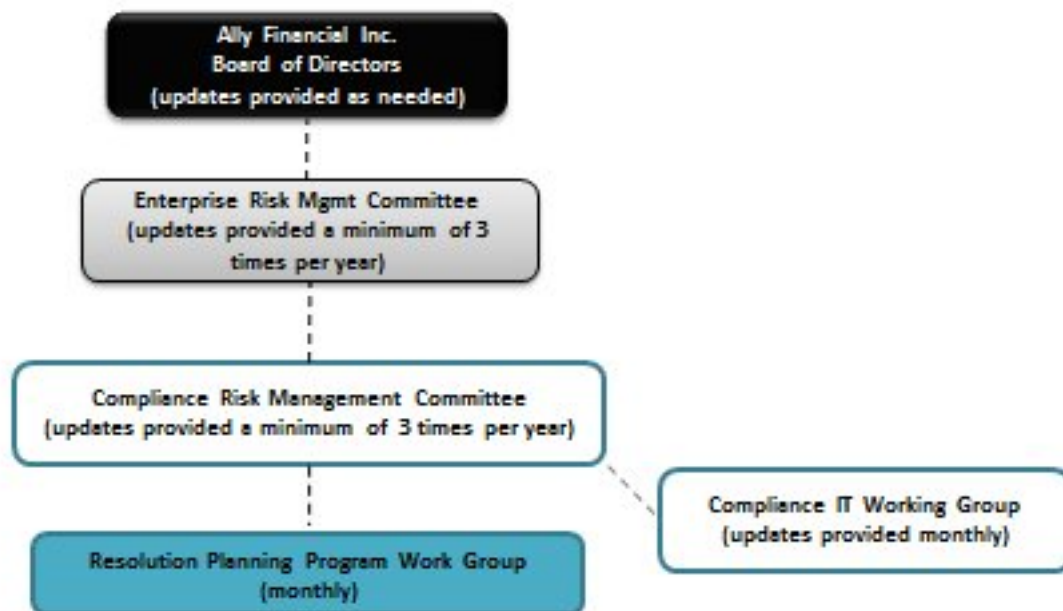 Ally Financial Inc.
Board of Directors
(updates provided as needed)
Enterprise Risk Mgmt Committee
(updates provided a minimum of 3
times per year)
Compliance Risk Management Committee
(updates provided a minimum of 3 times per year)
Compliance IT Working Group
(updates provided monthly)
Resolution Planning Program Work Group
(monthly)